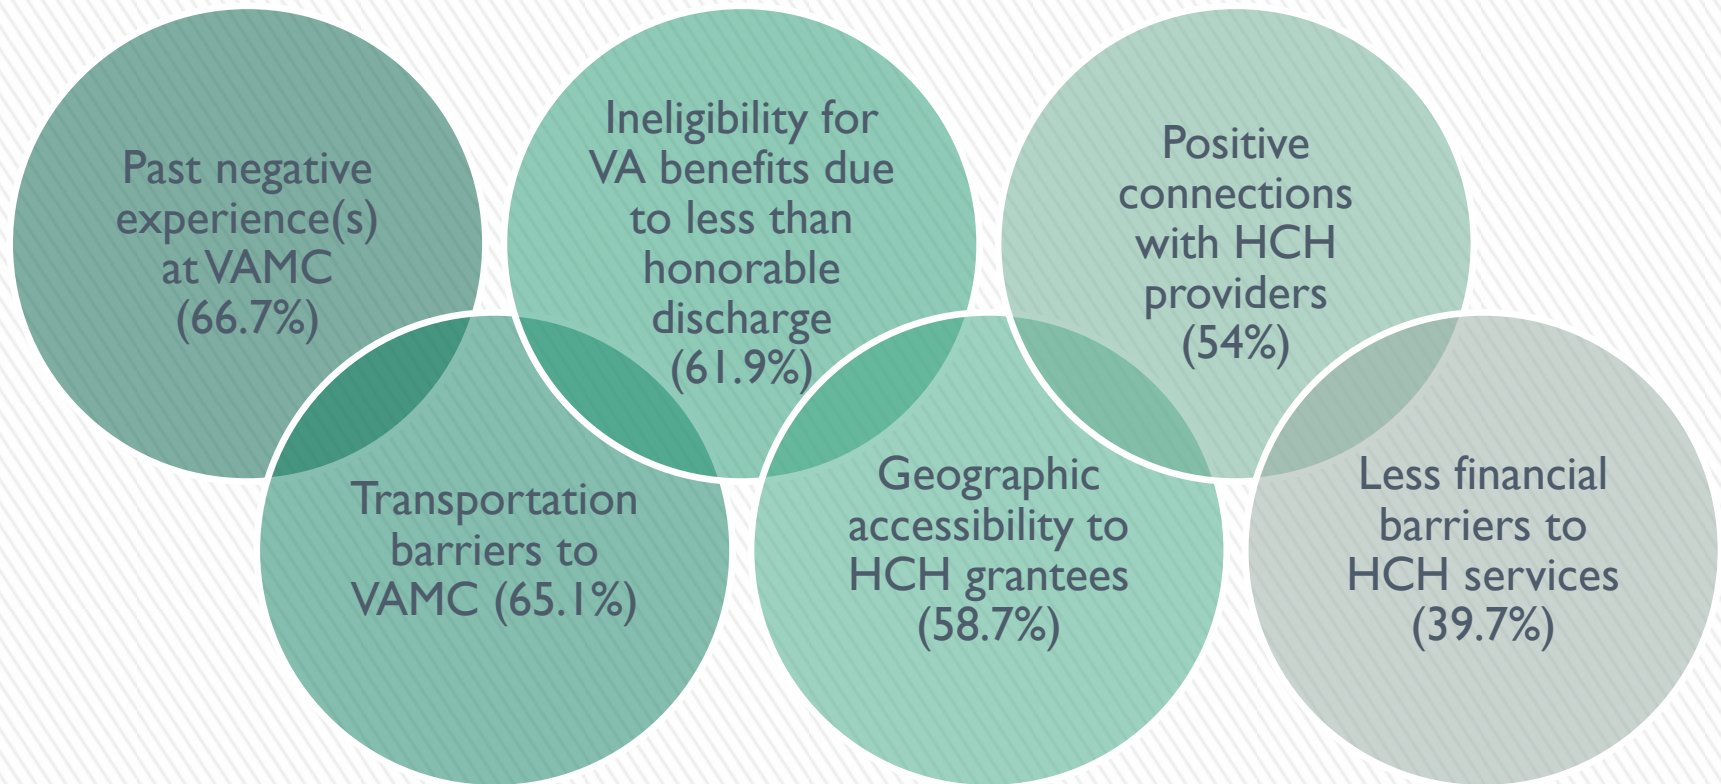 Past negative
experience(s)
at VAMC
(66.7%)
Transportation
barriers to
VAMC (65.1%)
Ineligibility for
VA benefits due
to less than
honorable
discharge
(61.9%)
Geographic
accessibility to
HCH grantees
(58.7%)
Positive
connections
with HCH
providers
(54%)
Less financial
barriers to
HCH services
(39.7%)